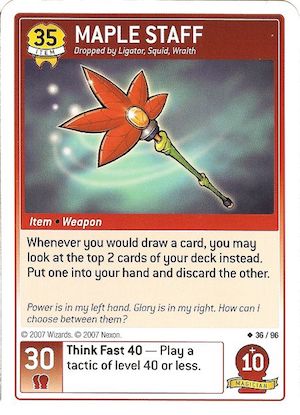 35
ITEM
MAPLE STAFF
Dropped by Ligator, Squid, Wraith
Item • Weapon
Whenever you would draw a card, you may
look at the top 2 cards of your deck instead.
Put one into your hand and discard the other.
Power is in my left hand. Glory is in my right. How can I
choose between them?
© 2007 Wizards. © 2007 Nexon.
◆ 36 / 96
30
Think Fast 40 — Play a
tactic of level 40 or less.
+
10
MAGICIAN